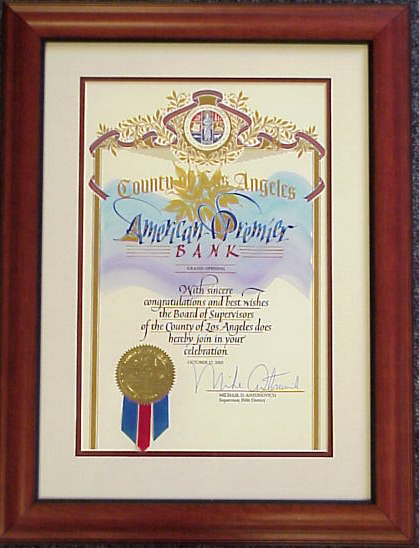 County of Los Angeles
American Premier
BANK
GRAND OPENING
With sincere
congratulations and best wishes
the Board of Supervisors
of the County of Los Angeles does
hereby join in your
celebration.
MICHAEL D. ANTONOVICH
Supervisor, Fifth District